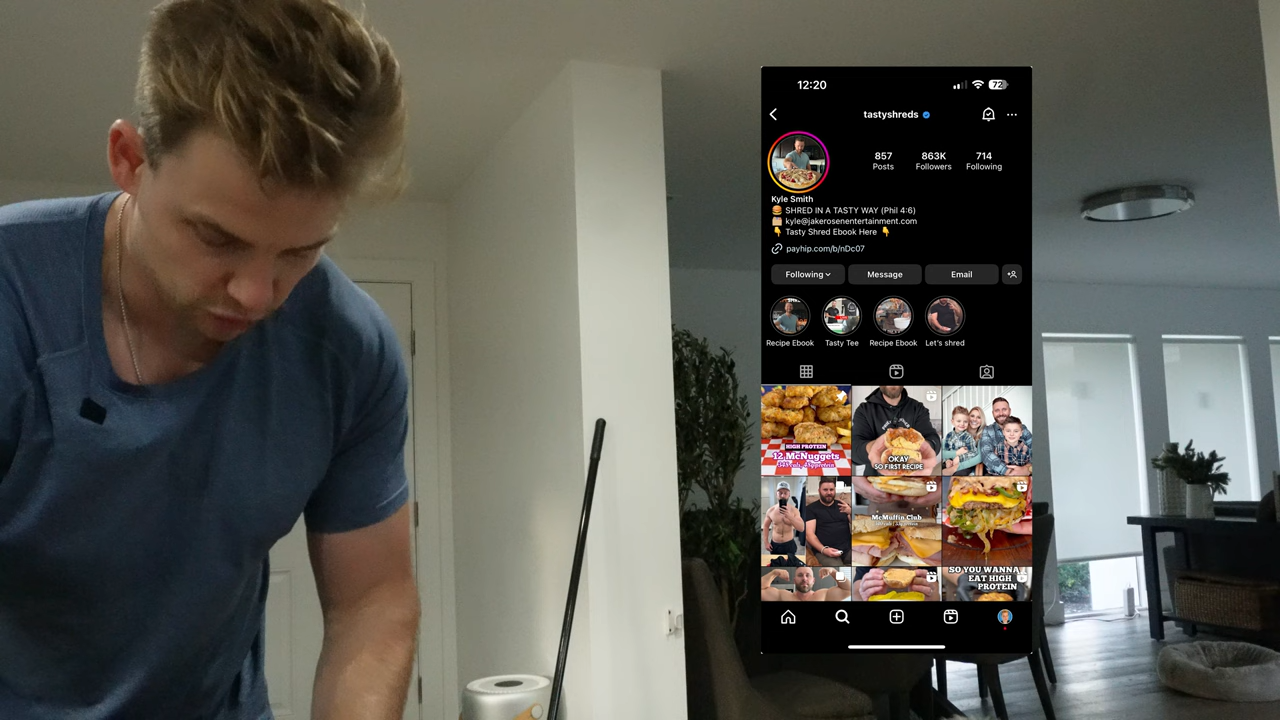 12:20
72
tastyshreds
857
863K
714
Posts
Followers
Following
Kyle Smith
🍔 SHRED IN A TASTY WAY (Phil 4:6)
kyle@jakerosenentertainment.com
👇 Tasty Shred Ebook Here 👇
payhip.com/b/nDc07
Following
Message
Email
Recipe Ebook
Tasty Tee
Recipe Ebook
Let's shred
HIGH PROTEIN
12 McNuggets
OKAY
SO FIRST RECIPE
McMuffin Club
SO YOU WANNA
EAT HIGH
PROTEIN